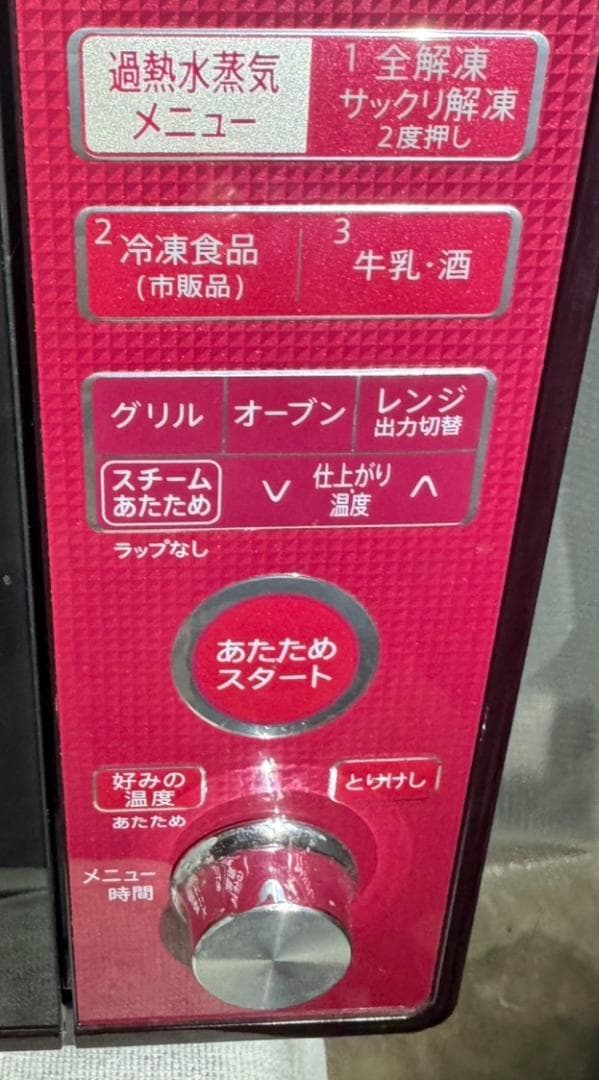 過熱水蒸気
メニュー
1 全解凍
サックリ解凍
2度押し
2 冷凍食品
(市販品)
3 牛乳・酒
グリル
オーブン
レンジ
出力切替
スチーム
あたため
∨ 仕上がり ∧
温度
ラップなし
あたため
スタート
好みの
温度
あたため
とりけし
メニュー
時間